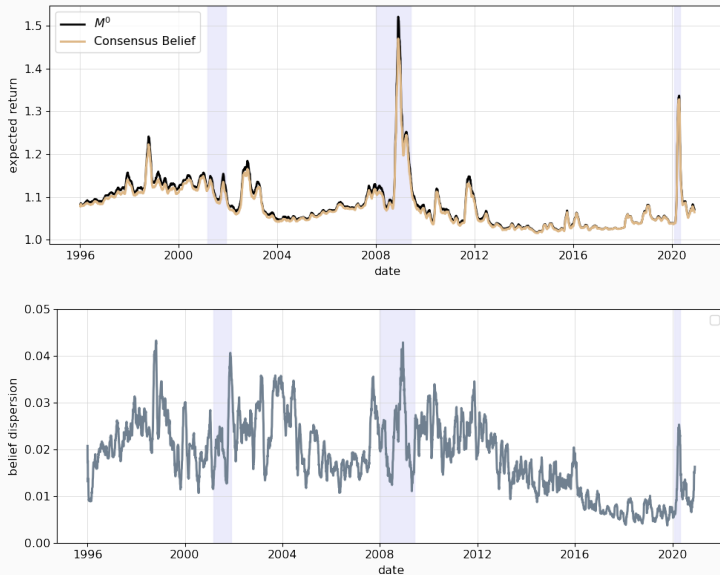 1.5
1.4
1.3
1.2
1.1
1.0
expected return
M⁰
Consensus Belief
1996 2000 2004 2008 2012 2016 2020
date
0.05
0.04
0.03
0.02
0.01
0.00
belief dispersion
1996 2000 2004 2008 2012 2016 2020
date